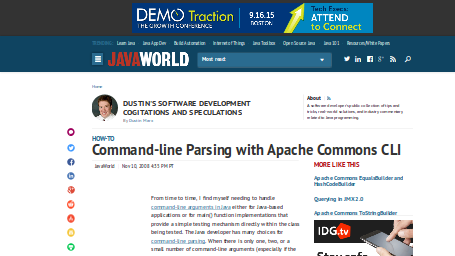 DEMO Traction
THE GROWTH CONFERENCE
9.16.15
BOSTON
Tech Execs:
ATTEND
to Connect
TRENDING: Learn Java Java App Dev Build Automation Internet of Things Java Toolbox Open Source Java Java 101 Resources/White Papers
JAVAWORLD
Most read:
Home
DUSTIN'S SOFTWARE DEVELOPMENT
COGITATIONS AND SPECULATIONS
By Dustin Marx
About
A software developer's public collection of tips and
tricks, real-world solutions, and industry commentary
related to Java programming.
HOW-TO
Command-line Parsing with Apache Commons CLI
JavaWorld Nov 10, 2008 4:35 PM PT
MORE LIKE THIS
Apache Commons EqualsBuilder and
HashCodeBuilder
Querying in JMX 2.0
Apache Commons ToStringBuilder
From time to time, I find myself needing to handle
command-line arguments in Java either for Java-based
applications or for main() function implementations that
provide a simple testing mechanism directly within the class
being tested. The Java developer has many choices for
command-line parsing. When there is only one, two, or a
small number of command-line arguments (especially if the
IDG.tv
Stay safe